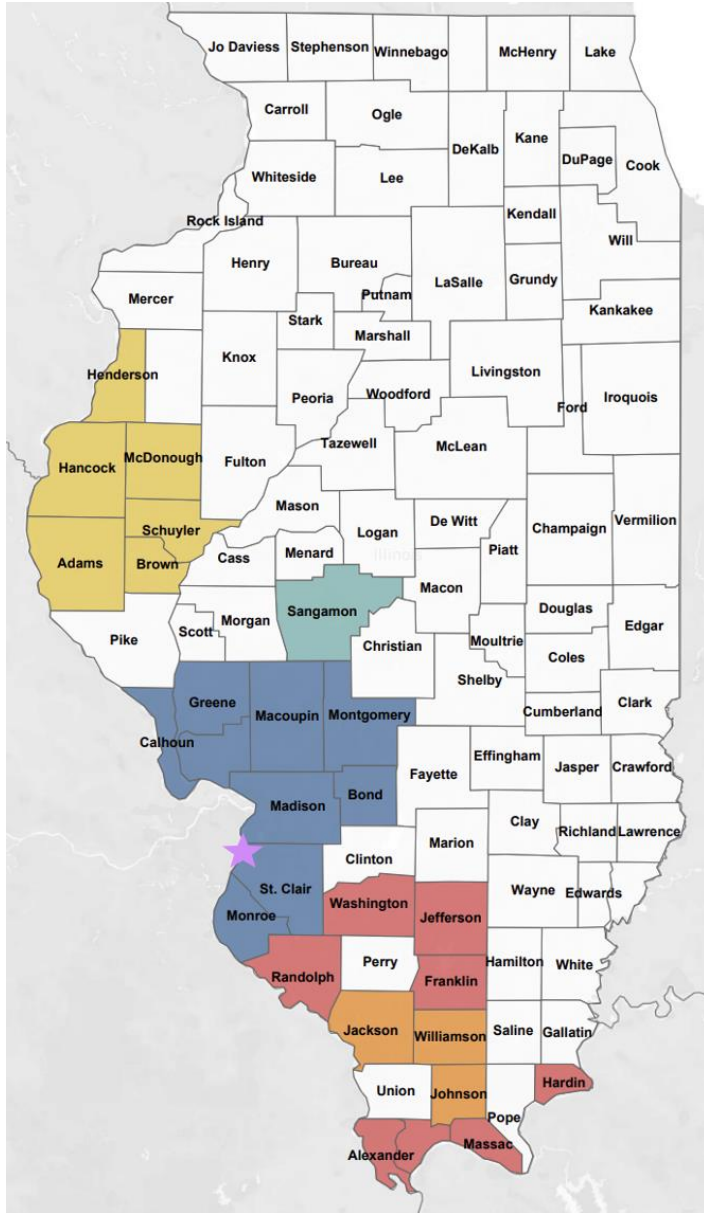 Jo Daviess
Stephenson
Winnebago
McHenry
Lake
Carroll
Ogle
DeKalb
Kane
DuPage
Cook
Whiteside
Lee
Rock Island
Kendall
Will
Henry
Bureau
Putnam
LaSalle
Grundy
Mercer
Stark
Marshall
Kankakee
Henderson
Knox
Peoria
Woodford
Livingston
Ford
Iroquois
Hancock
McDonough
Fulton
Tazewell
McLean
Mason
Schuyler
Logan
De Witt
Champaign
Vermilion
Adams
Brown
Cass
Menard
Illinois
Piatt
Macon
Sangamon
Douglas
Edgar
Pike
Scott
Morgan
Christian
Moultrie
Coles
Shelby
Greene
Macoupin
Montgomery
Cumberland
Clark
Calhoun
Effingham
Jasper
Crawford
Fayette
Madison
Bond
Clay
Richland
Lawrence
Clinton
Marion
St. Clair
Wayne
Edwards
Washington
Jefferson
Monroe
Hamilton
White
Randolph
Perry
Franklin
Jackson
Williamson
Saline
Gallatin
Hardin
Union
Johnson
Pope
Massac
Alexander